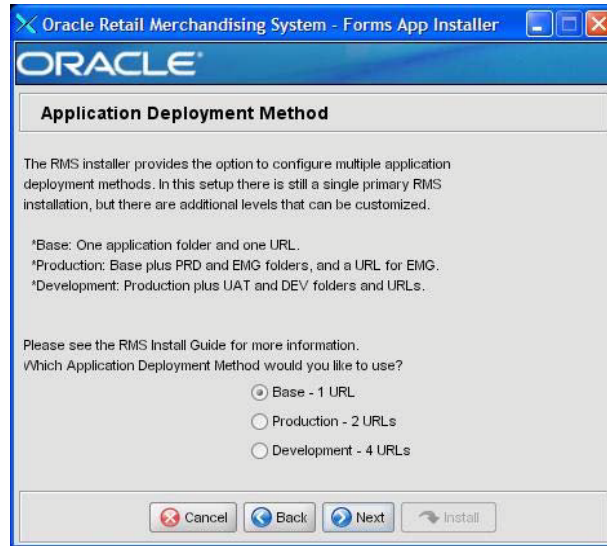 Oracle Retail Merchandising System - Forms App Installer
ORACLE
Application Deployment Method
The RMS installer provides the option to configure multiple application
deployment methods. In this setup there is still a single primary RMS
installation, but there are additional levels that can be customized.
*Base: One application folder and one URL.
*Production: Base plus PRD and EMG folders, and a URL for EMG.
*Development: Production plus UAT and DEV folders and URLs.
Please see the RMS Install Guide for more information.
Which Application Deployment Method would you like to use?
Base - 1 URL
Production - 2 URLs
Development - 4 URLs
Cancel Back Next Install